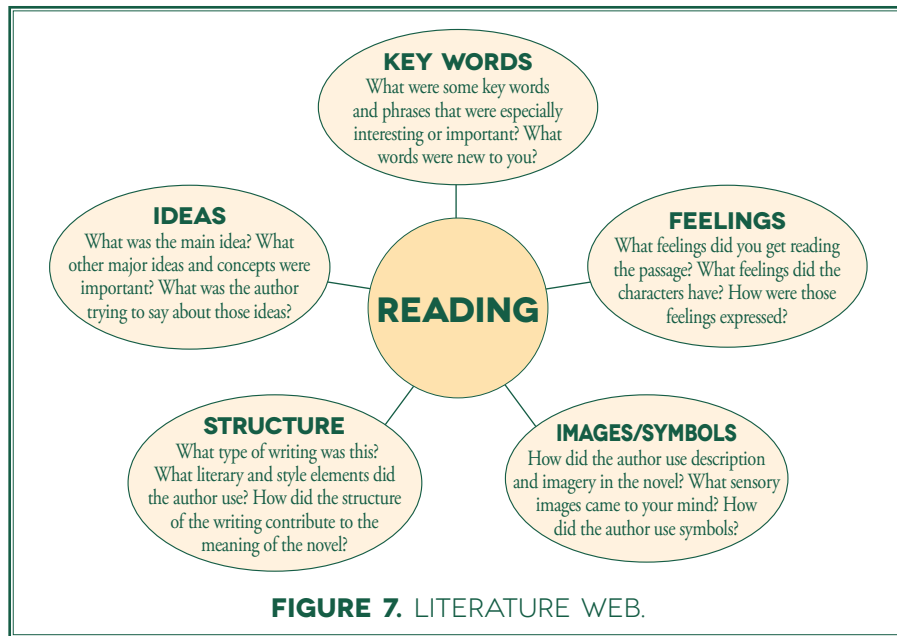 KEY WORDS
What were some key words
and phrases that were especially
interesting or important? What
words were new to you?
IDEAS
What was the main idea? What
other major ideas and concepts were
important? What was the author
trying to say about those ideas?
FEELINGS
What feelings did you get reading
the passage? What feelings did the
characters have? How were those
feelings expressed?
READING
STRUCTURE
What type of writing was this?
What literary and style elements did
the author use? How did the structure
of the writing contribute to the
meaning of the novel?
IMAGES/SYMBOLS
How did the author use description
and imagery in the novel? What sensory
images came to your mind? How
did the author use symbols?
FIGURE 7. LITERATURE WEB.